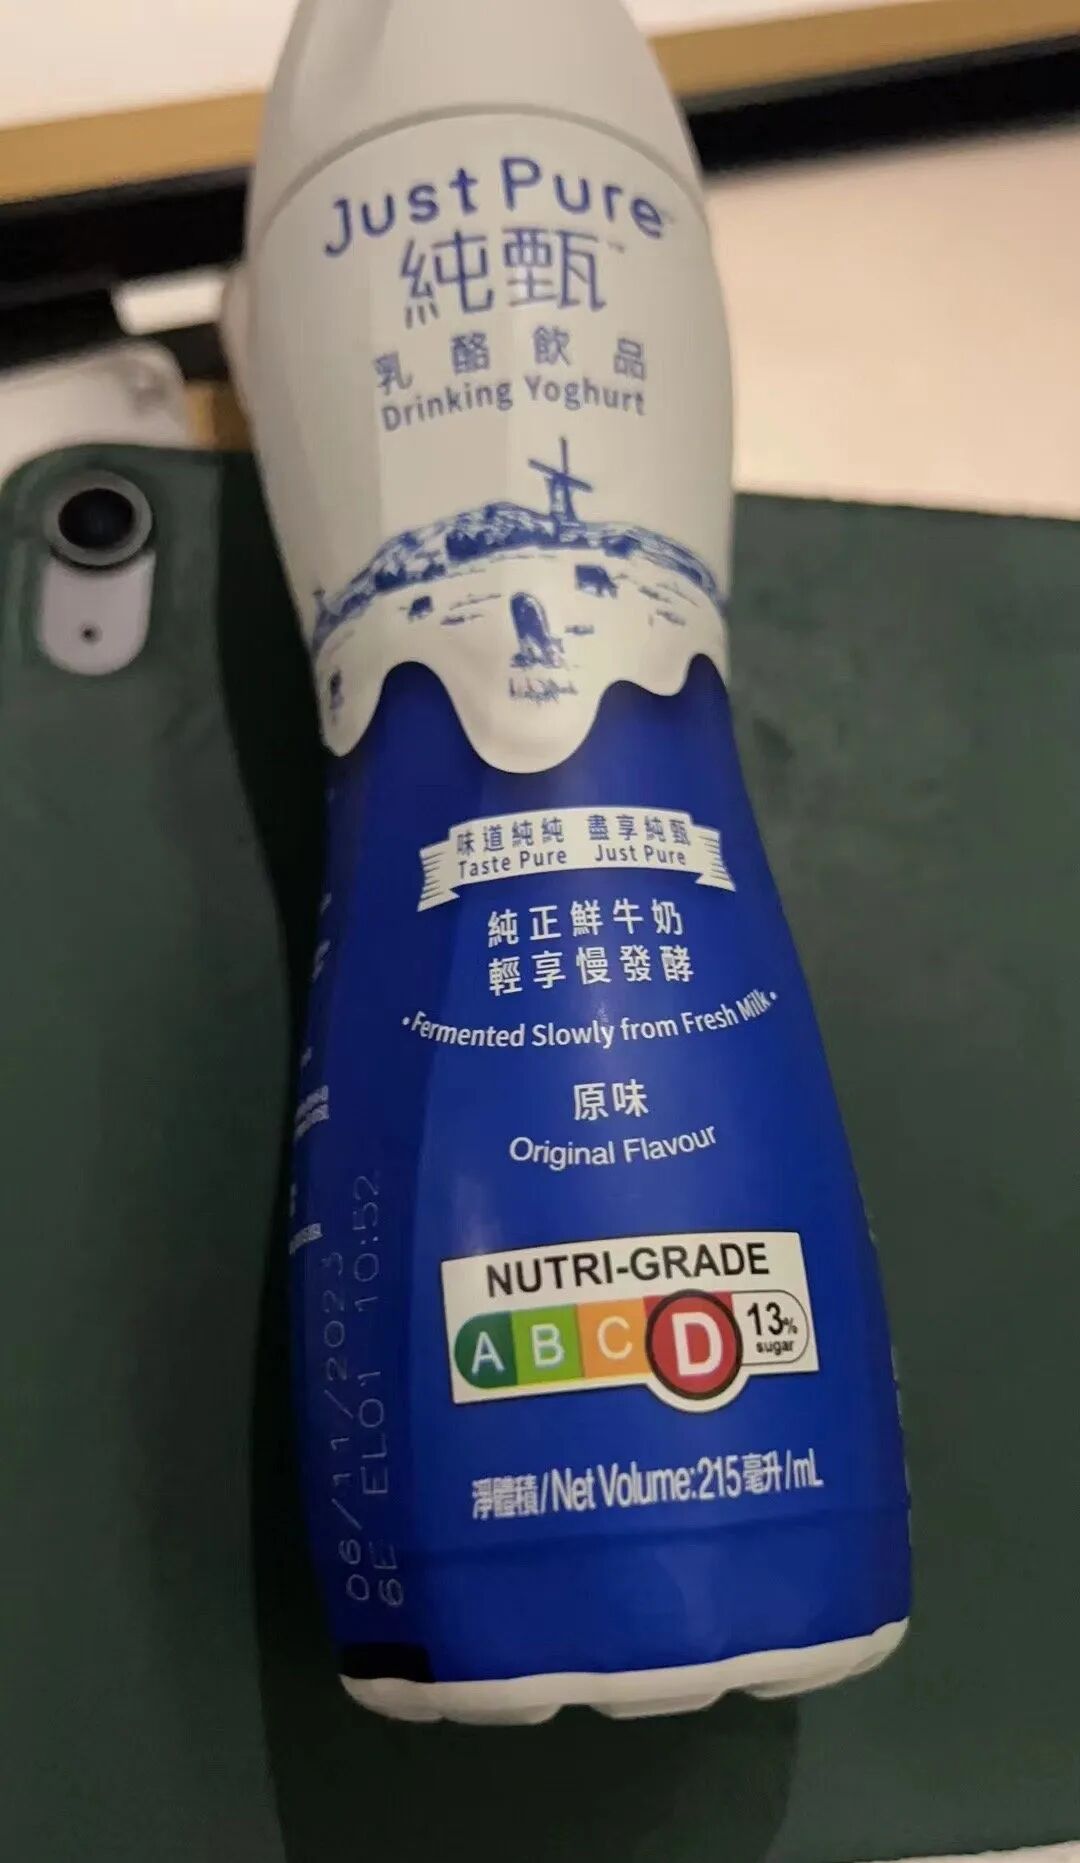 Just Pure™
純甄™
乳酪飲品
Drinking Yoghurt
味道純純 盡享純甄
Taste Pure Just Pure
純正鮮牛奶
輕享慢發酵
•Fermented Slowly from Fresh Milk•
原味
Original Flavour
NUTRI-GRADE
A B C D 13% sugar
淨體積/Net Volume:215毫升/mL
06/11/2023
6E EL01 10:52